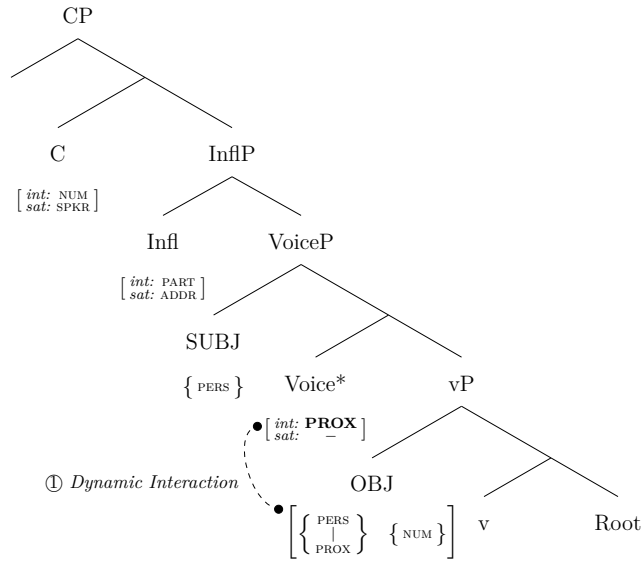 CP
C InflP
[ int: NUM
sat: SPKR ]
Infl VoiceP
[ int: PART
sat: ADDR ]
SUBJ
{ PERS } Voice* vP
[ int: PROX
sat: – ]
① Dynamic Interaction OBJ
[ { PERS
|
PROX } { NUM } ] v Root